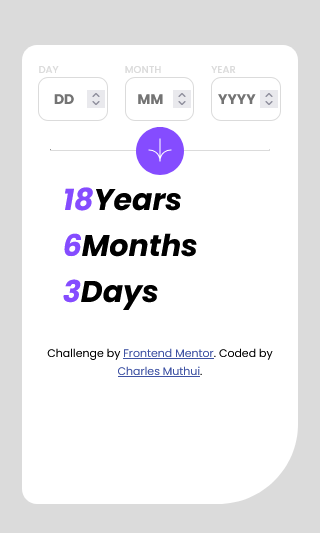 DAY MONTH YEAR
DD MM YYYY
18Years
6Months
3Days
Challenge by Frontend Mentor. Coded by
Charles Muthui.